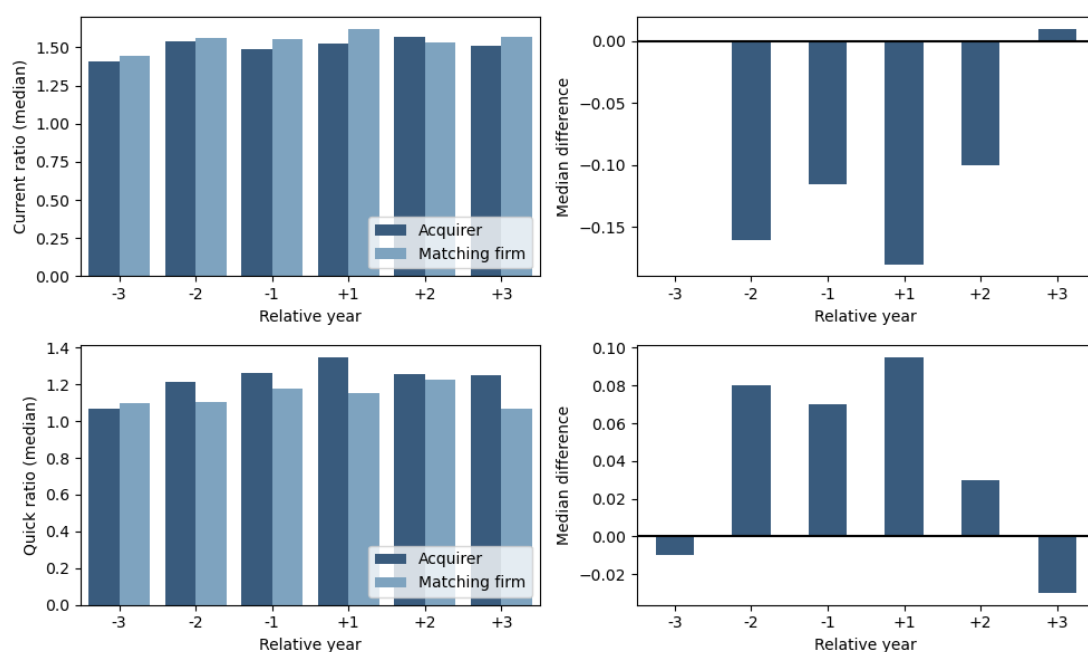 Current ratio (median)
1.50
1.25
1.00
0.75
0.50
0.25
0.00
Acquirer
Matching firm
-3 -2 -1 +1 +2 +3
Relative year
Median difference
0.00
−0.05
−0.10
−0.15
-3 -2 -1 +1 +2 +3
Relative year
Quick ratio (median)
1.4
1.2
1.0
0.8
0.6
0.4
0.2
0.0
Acquirer
Matching firm
-3 -2 -1 +1 +2 +3
Relative year
Median difference
0.10
0.08
0.06
0.04
0.02
0.00
−0.02
-3 -2 -1 +1 +2 +3
Relative year